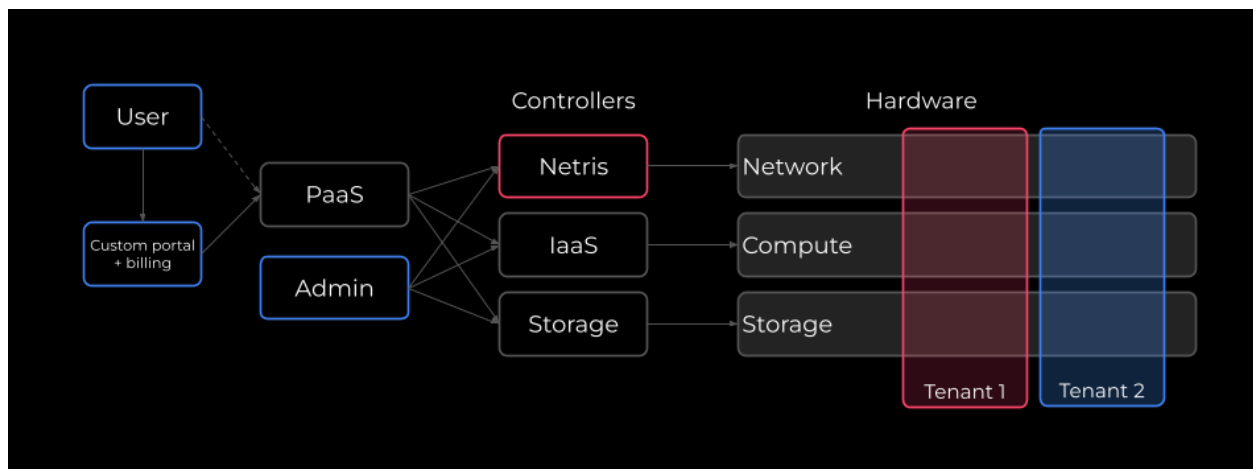 Controllers
Hardware
User
Netris
Network
PaaS
Custom portal
+ billing
IaaS
Compute
Admin
Storage
Storage
Tenant 1
Tenant 2